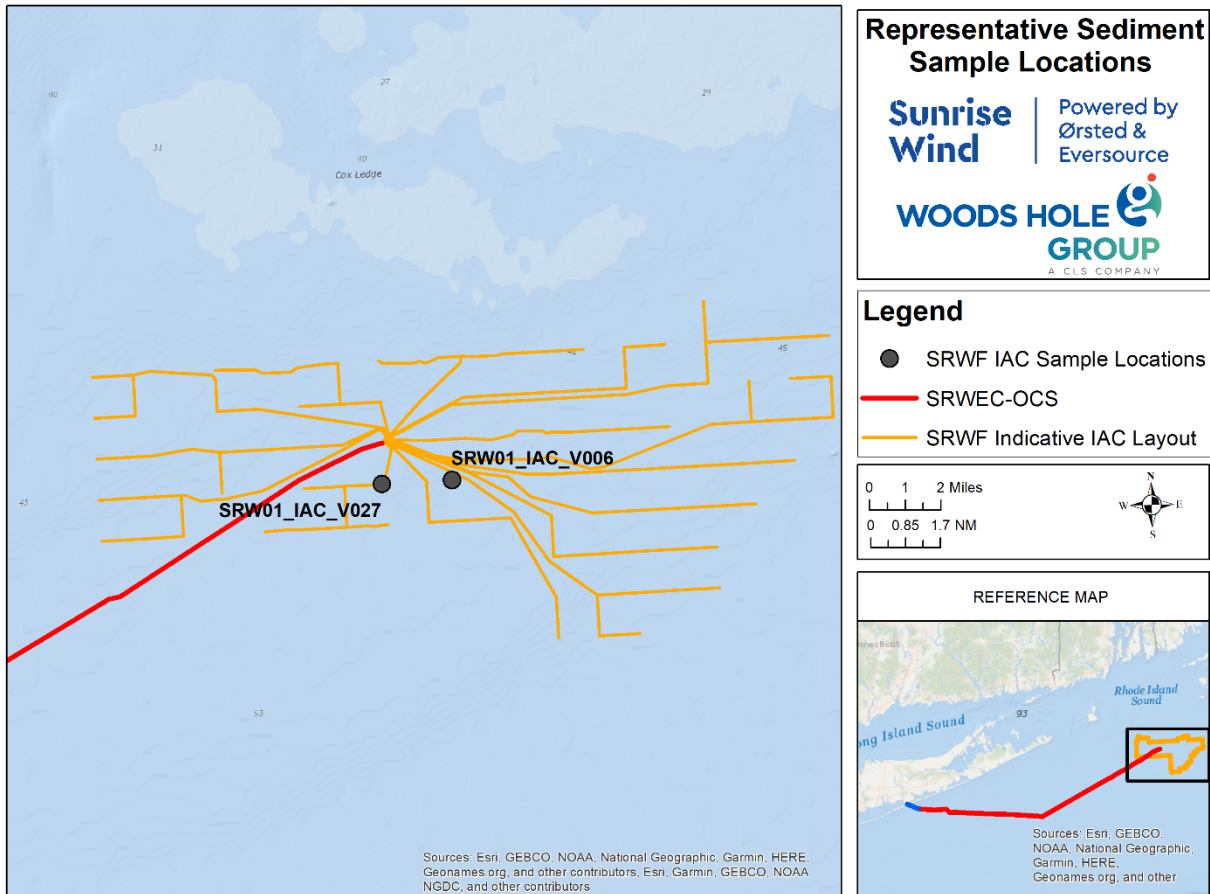 60
27
29
31
40
Cox Ledge
45
43
93
SRW01_IAC_V006
SRW01_IAC_V027
Sources: Esri, GEBCO, NOAA, National Geographic, Garmin, HERE,
Geonames.org, and other contributors, Esri, Garmin, GEBCO, NOAA
NGDC, and other contributors
Representative Sediment
Sample Locations
Sunrise
Wind
Powered by
Ørsted &
Eversource
WOODS HOLE
GROUP
A CLS COMPANY
Legend
SRWF IAC Sample Locations
SRWEC-OCS
SRWF Indicative IAC Layout
0 1 2 Miles
0 0.85 1.7 NM
N
W E
S
REFERENCE MAP
nnecticut
Rhode Island
Sound
93
ong Island Sound
Sources: Esri, GEBCO,
NOAA, National Geographic,
Garmin, HERE,
Geonames.org, and other